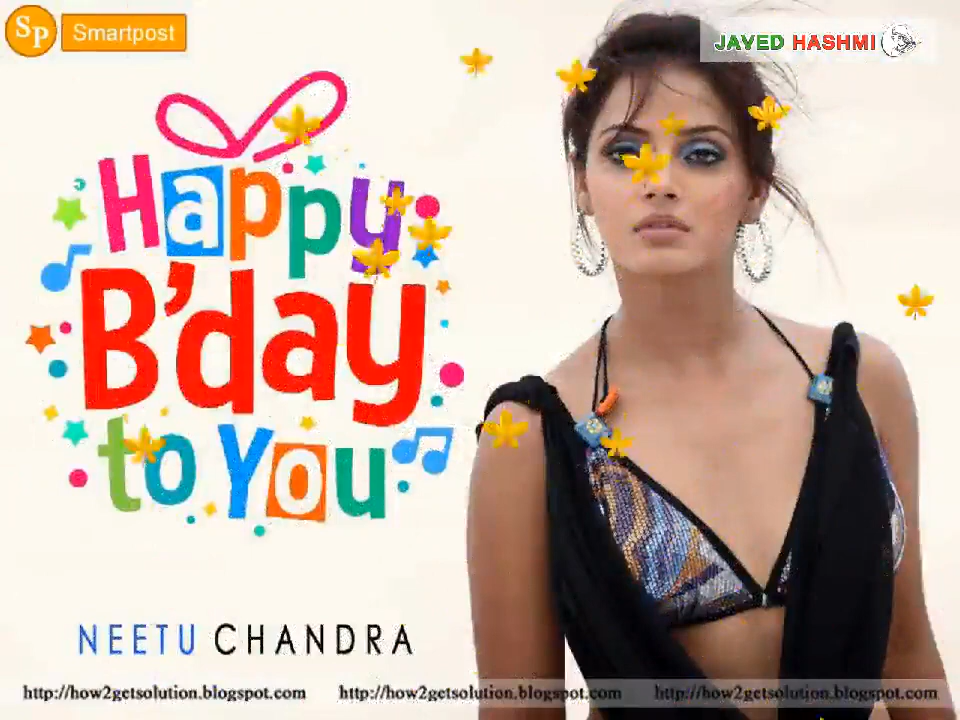 Sp Smartpost
JAVED HASHMI
Happy
B'day
to You
NEETU CHANDRA
http://how2getsolution.blogspot.com http://how2getsolution.blogspot.com http://how2getsolution.blogspot.com